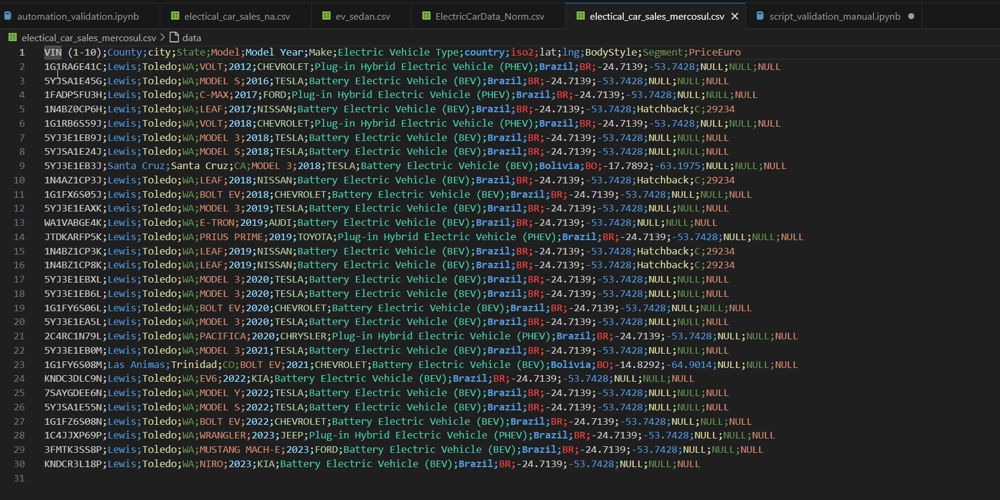 automation_validation.ipynb electical_car_sales_na.csv ev_sedan.csv ElectricCarData_Norm.csv electical_car_sales_mercosul.csv script_validation_manual.ipynb
electical_car_sales_mercosul.csv > data
1 VIN (1-10);County;city;State;Model;Model Year;Make;Electric Vehicle Type;country;iso2;lat;lng;BodyStyle;Segment;PriceEuro
2 1G1RA6E41C;Lewis;Toledo;WA;VOLT;2012;CHEVROLET;Plug-in Hybrid Electric Vehicle (PHEV);Brazil;BR;-24.7139;-53.7428;NULL;NULL;NULL
3 5YJSA1E45G;Lewis;Toledo;WA;MODEL S;2016;TESLA;Battery Electric Vehicle (BEV);Brazil;BR;-24.7139;-53.7428;NULL;NULL;NULL
4 1FADP5FU3H;Lewis;Toledo;WA;C-MAX;2017;FORD;Plug-in Hybrid Electric Vehicle (PHEV);Brazil;BR;-24.7139;-53.7428;NULL;NULL;NULL
5 1N4BZ0CP6H;Lewis;Toledo;WA;LEAF;2017;NISSAN;Battery Electric Vehicle (BEV);Brazil;BR;-24.7139;-53.7428;Hatchback;C;29234
6 1G1RB6S59J;Lewis;Toledo;WA;VOLT;2018;CHEVROLET;Plug-in Hybrid Electric Vehicle (PHEV);Brazil;BR;-24.7139;-53.7428;NULL;NULL;NULL
7 5YJ3E1EB9J;Lewis;Toledo;WA;MODEL 3;2018;TESLA;Battery Electric Vehicle (BEV);Brazil;BR;-24.7139;-53.7428;NULL;NULL;NULL
8 5YJSA1E24J;Lewis;Toledo;WA;MODEL S;2018;TESLA;Battery Electric Vehicle (BEV);Brazil;BR;-24.7139;-53.7428;NULL;NULL;NULL
9 5YJ3E1EB3J;Santa Cruz;Santa Cruz;CA;MODEL 3;2018;TESLA;Battery Electric Vehicle (BEV);Bolivia;BO;-17.7892;-63.1975;NULL;NULL;NULL
10 1N4AZ1CP3J;Lewis;Toledo;WA;LEAF;2018;NISSAN;Battery Electric Vehicle (BEV);Brazil;BR;-24.7139;-53.7428;Hatchback;C;29234
11 1G1FX6S05J;Lewis;Toledo;WA;BOLT EV;2018;CHEVROLET;Battery Electric Vehicle (BEV);Brazil;BR;-24.7139;-53.7428;NULL;NULL;NULL
12 5YJ3E1EAXK;Lewis;Toledo;WA;MODEL 3;2019;TESLA;Battery Electric Vehicle (BEV);Brazil;BR;-24.7139;-53.7428;NULL;NULL;NULL
13 WA1VABGE4K;Lewis;Toledo;WA;E-TRON;2019;AUDI;Battery Electric Vehicle (BEV);Brazil;BR;-24.7139;-53.7428;NULL;NULL;NULL
14 JTDKARFP5K;Lewis;Toledo;WA;PRIUS PRIME;2019;TOYOTA;Plug-in Hybrid Electric Vehicle (PHEV);Brazil;BR;-24.7139;-53.7428;NULL;NULL;NULL
15 1N4BZ1CP3K;Lewis;Toledo;WA;LEAF;2019;NISSAN;Battery Electric Vehicle (BEV);Brazil;BR;-24.7139;-53.7428;Hatchback;C;29234
16 1N4BZ1CP8K;Lewis;Toledo;WA;LEAF;2019;NISSAN;Battery Electric Vehicle (BEV);Brazil;BR;-24.7139;-53.7428;Hatchback;C;29234
17 5YJ3E1EBXL;Lewis;Toledo;WA;MODEL 3;2020;TESLA;Battery Electric Vehicle (BEV);Brazil;BR;-24.7139;-53.7428;NULL;NULL;NULL
18 5YJ3E1EB6L;Lewis;Toledo;WA;MODEL 3;2020;TESLA;Battery Electric Vehicle (BEV);Brazil;BR;-24.7139;-53.7428;NULL;NULL;NULL
19 1G1FY6S06L;Lewis;Toledo;WA;BOLT EV;2020;CHEVROLET;Battery Electric Vehicle (BEV);Brazil;BR;-24.7139;-53.7428;NULL;NULL;NULL
20 5YJ3E1EA5L;Lewis;Toledo;WA;MODEL 3;2020;TESLA;Battery Electric Vehicle (BEV);Brazil;BR;-24.7139;-53.7428;NULL;NULL;NULL
21 2C4RC1N79L;Lewis;Toledo;WA;PACIFICA;2020;CHRYSLER;Plug-in Hybrid Electric Vehicle (PHEV);Brazil;BR;-24.7139;-53.7428;NULL;NULL;NULL
22 5YJ3E1EB0M;Lewis;Toledo;WA;MODEL 3;2021;TESLA;Battery Electric Vehicle (BEV);Brazil;BR;-24.7139;-53.7428;NULL;NULL;NULL
23 1G1FY6S08M;Las Animas;Trinidad;CO;BOLT EV;2021;CHEVROLET;Battery Electric Vehicle (BEV);Bolivia;BO;-14.8292;-64.9014;NULL;NULL;NULL
24 KNDC3DLC9N;Lewis;Toledo;WA;EV6;2022;KIA;Battery Electric Vehicle (BEV);Brazil;BR;-24.7139;-53.7428;NULL;NULL;NULL
25 7SAYGDEE6N;Lewis;Toledo;WA;MODEL Y;2022;TESLA;Battery Electric Vehicle (BEV);Brazil;BR;-24.7139;-53.7428;NULL;NULL;NULL
26 5YJSA1E55N;Lewis;Toledo;WA;MODEL S;2022;TESLA;Battery Electric Vehicle (BEV);Brazil;BR;-24.7139;-53.7428;NULL;NULL;NULL
27 1G1FZ6S08N;Lewis;Toledo;WA;BOLT EV;2022;CHEVROLET;Battery Electric Vehicle (BEV);Brazil;BR;-24.7139;-53.7428;NULL;NULL;NULL
28 1C4JJXP69P;Lewis;Toledo;WA;WRANGLER;2023;JEEP;Plug-in Hybrid Electric Vehicle (PHEV);Brazil;BR;-24.7139;-53.7428;NULL;NULL;NULL
29 3FMTK3SS8P;Lewis;Toledo;WA;MUSTANG MACH-E;2023;FORD;Battery Electric Vehicle (BEV);Brazil;BR;-24.7139;-53.7428;NULL;NULL;NULL
30 KNDCR3L18P;Lewis;Toledo;WA;NIRO;2023;KIA;Battery Electric Vehicle (BEV);Brazil;BR;-24.7139;-53.7428;NULL;NULL;NULL
31